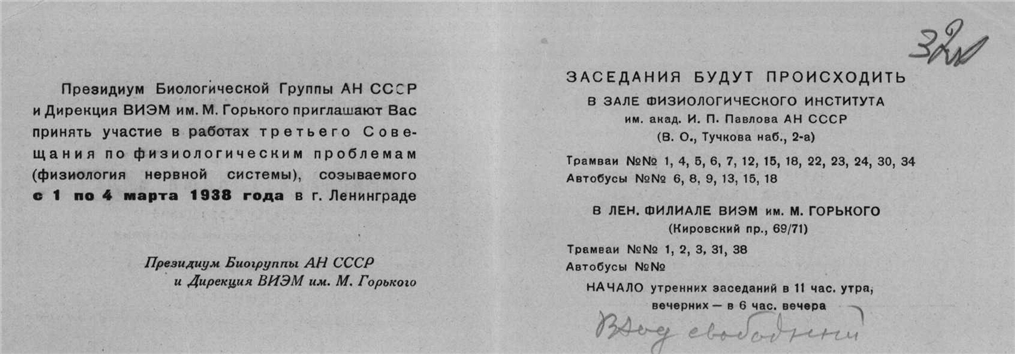 Президиум Биологической Группы АН СССР
и Дирекция ВИЭМ им. М. Горького приглашают Вас
принять участие в работах третьего Сове-
щания по физиологическим проблемам
(физиология нервной системы), созываемого
с 1 по 4 марта 1938 года в г. Ленинграде
Президиум Биогруппы АН СССР
и Дирекция ВИЭМ им. М. Горького
ЗАСЕДАНИЯ БУДУТ ПРОИСХОДИТЬ
В ЗАЛЕ ФИЗИОЛОГИЧЕСКОГО ИНСТИТУТА
им. акад. И. П. Павлова АН СССР
(В. О., Тучкова наб., 2-а)
Трамваи №№ 1, 4, 5, 6, 7, 12, 15, 18, 22, 23, 24, 30, 34
Автобусы №№ 6, 8, 9, 13, 15, 18
В ЛЕН. ФИЛИАЛЕ ВИЭМ им. М. ГОРЬКОГО
(Кировский пр., 69/71)
Трамваи №№ 1, 2, 3, 31, 38
Автобусы №№
НАЧАЛО утренних заседаний в 11 час. утра,
вечерних — в 6 час. вечера
Вход свободный